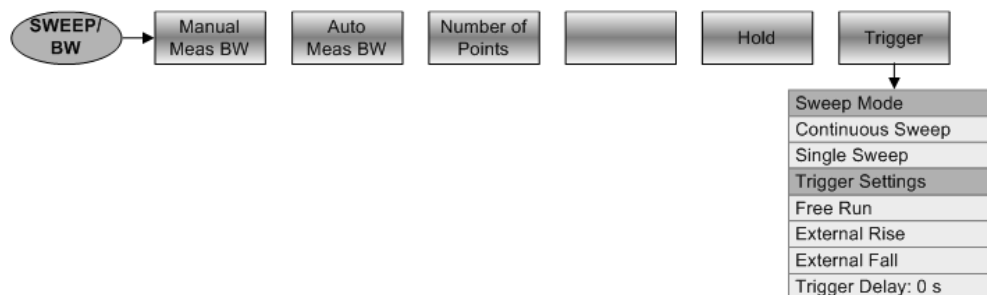 SWEEP/
BW
Manual
Meas BW
Auto
Meas BW
Number of
Points
Hold
Trigger
Sweep Mode
Continuous Sweep
Single Sweep
Trigger Settings
Free Run
External Rise
External Fall
Trigger Delay: 0 s